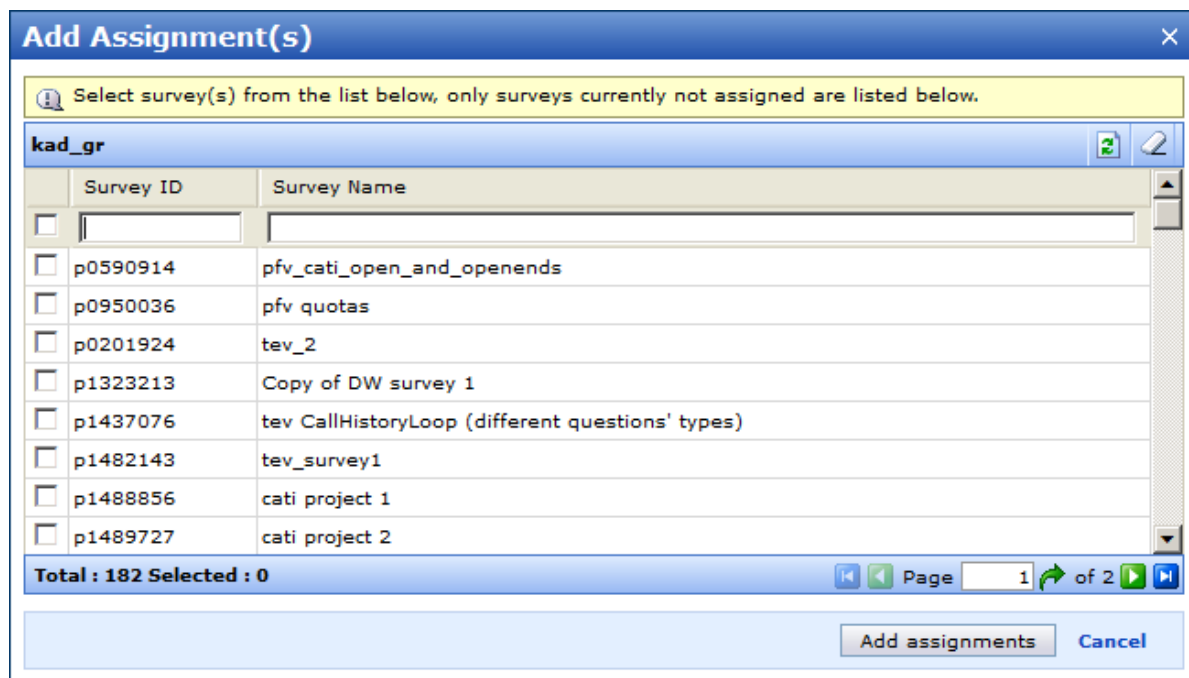 Add Assignment(s)
Select survey(s) from the list below, only surveys currently not assigned are listed below.
kad_gr
Survey ID Survey Name
p0590914 pfv_cati_open_and_openends
p0950036 pfv quotas
p0201924 tev_2
p1323213 Copy of DW survey 1
p1437076 tev CallHistoryLoop (different questions' types)
p1482143 tev_survey1
p1488856 cati project 1
p1489727 cati project 2
Total : 182 Selected : 0 Page 1 of 2
Add assignments Cancel